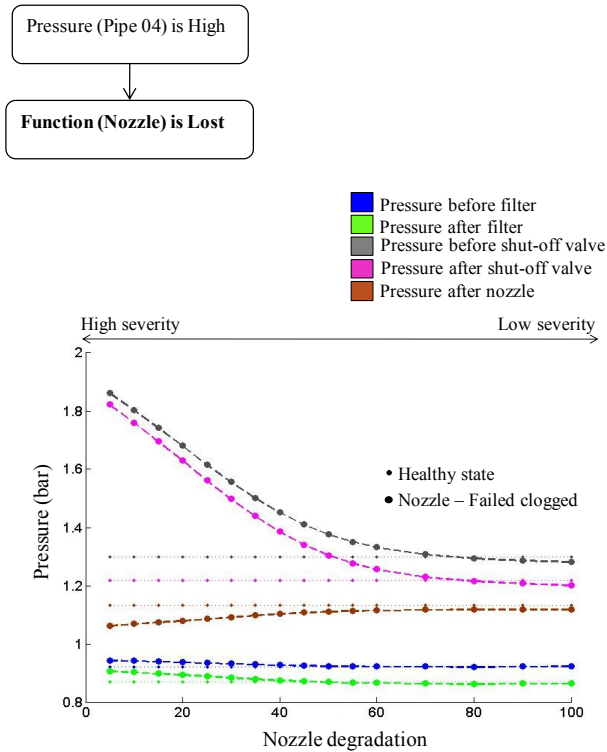 Pressure (Pipe 04) is High
Function (Nozzle) is Lost
Pressure before filter
Pressure after filter
Pressure before shut-off valve
Pressure after shut-off valve
Pressure after nozzle
High severity
Low severity
2
1.8
1.6
1.4
1.2
1
0.8
Pressure (bar)
Healthy state
Nozzle – Failed clogged
0
20
40
60
80
100
Nozzle degradation